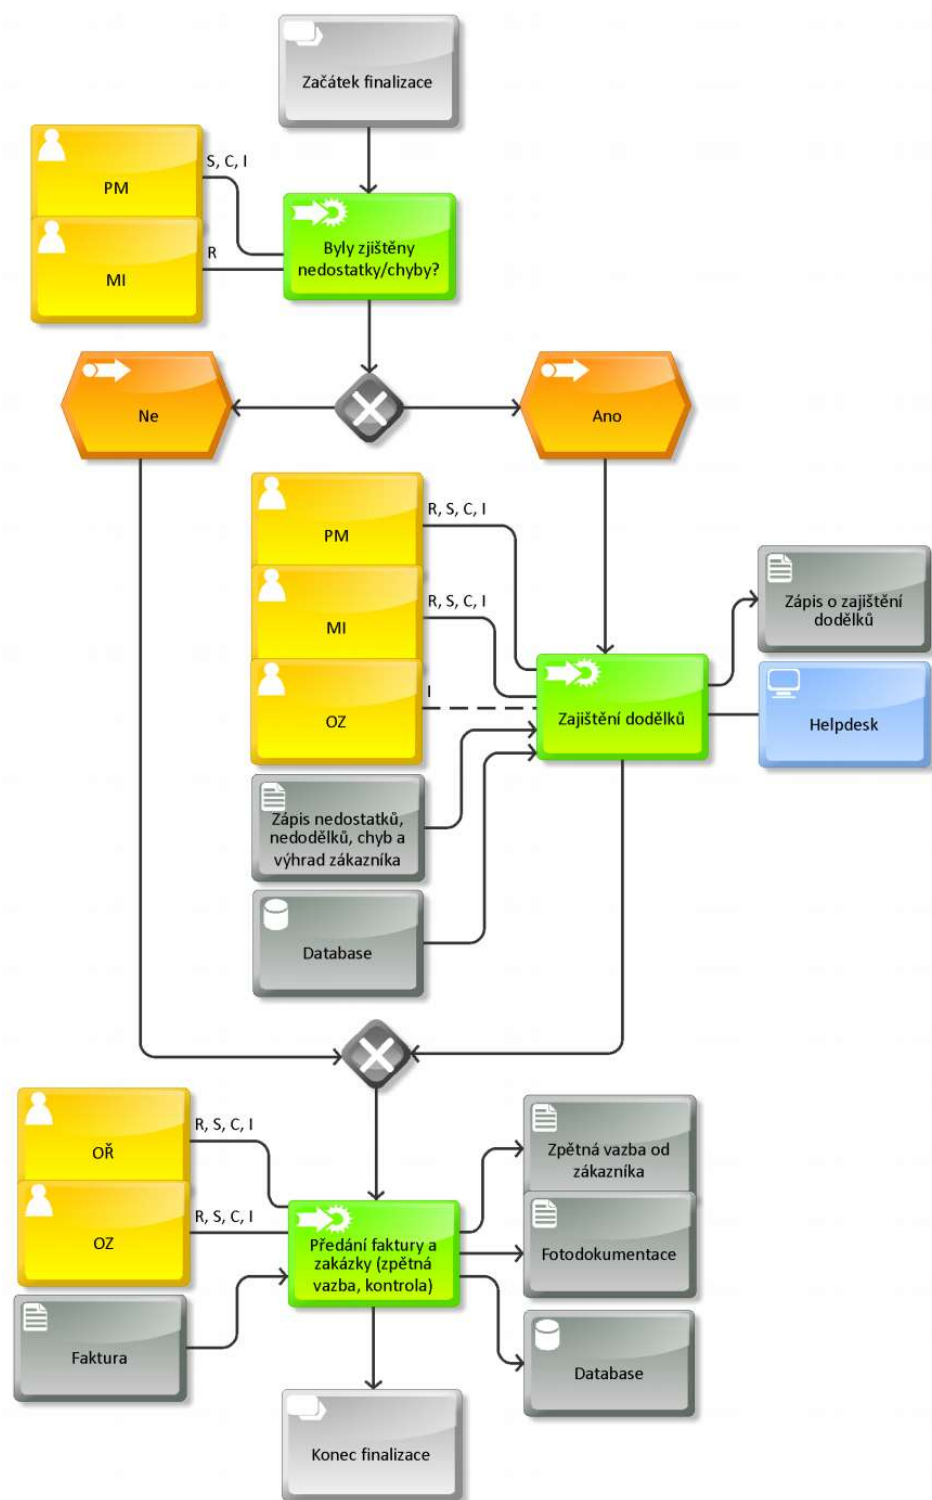 Začátek finalizace
S, C, I
PM
R
MI
Byly zjištěny
nedostatky/chyby?
Ne
Ano
R, S, C, I
PM
R, S, C, I
MI
I
OZ
Zápis o zajištění
dodělků
Zajištění dodělků
Helpdesk
Zápis nedostatků,
nedodělků, chyb a
výhrad zákazníka
Database
R, S, C, I
OŘ
R, S, C, I
OZ
Faktura
Předání faktury a
zakázky (zpětná
vazba, kontrola)
Zpětná vazba od
zákazníka
Fotodokumentace
Database
Konec finalizace